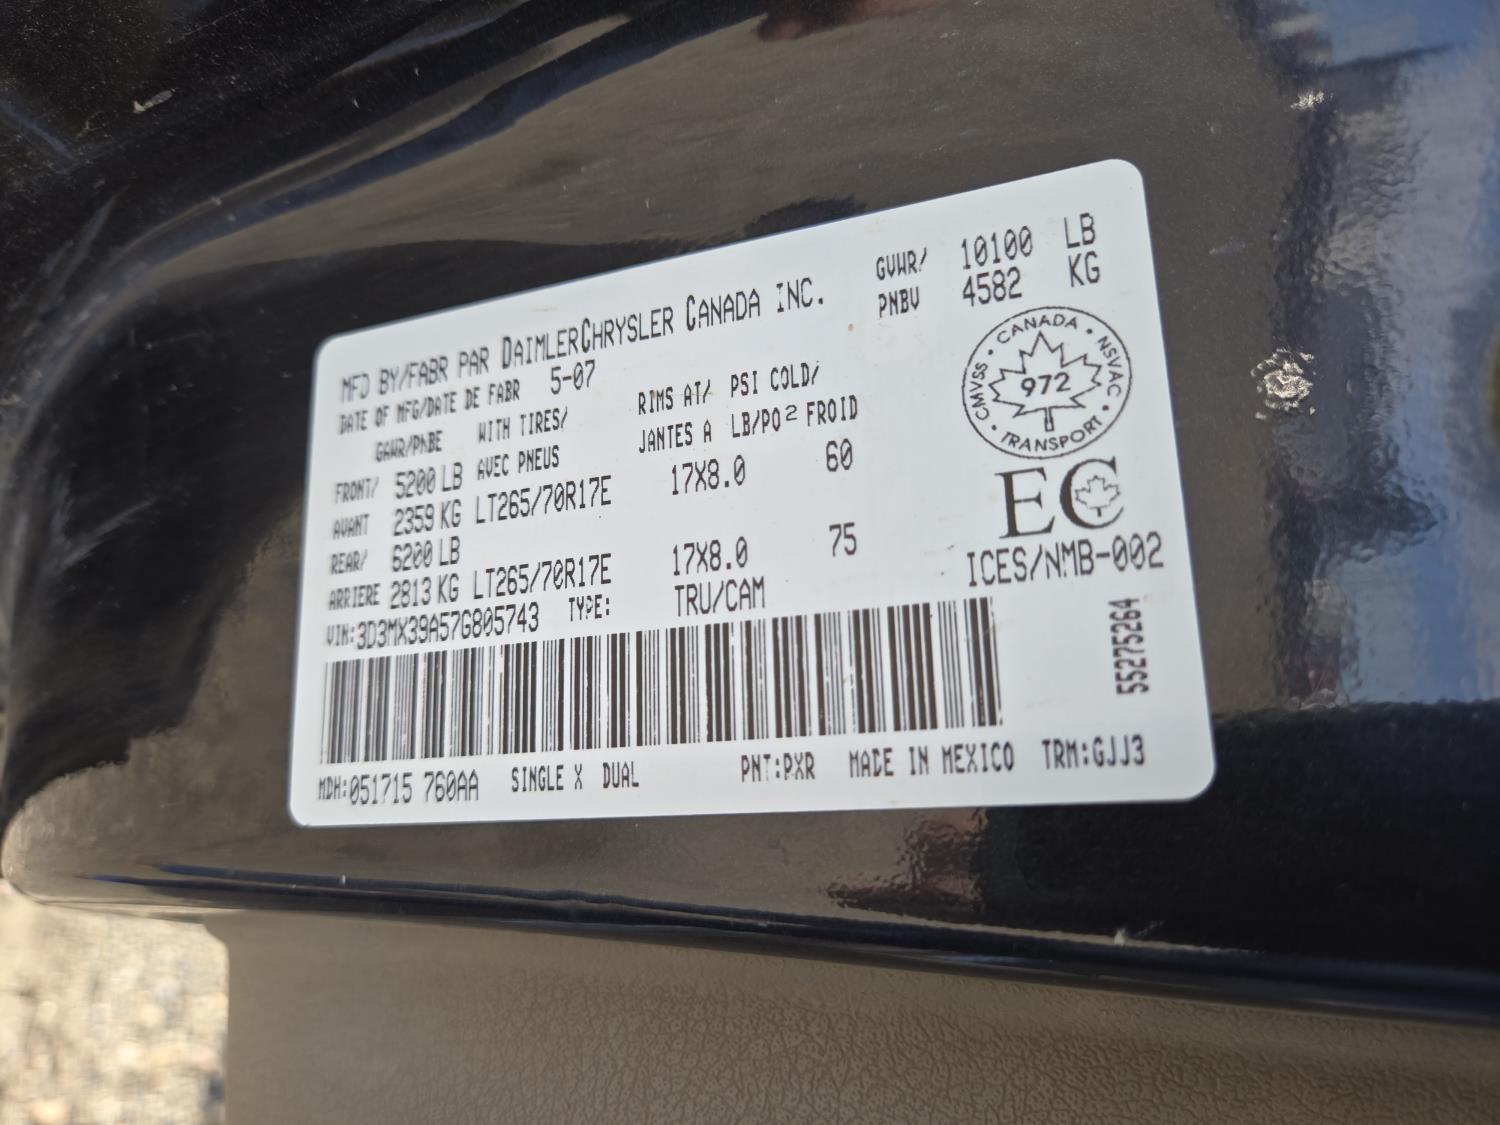 MFD BY/FABR PAR DAIMLERCHRYSLER CANADA INC.
GVWR/ 10100 LB
PNBV 4582 KG
DATE OF MFG/DATE DE FABR 5-07
GAWR/PNBE WITH TIRES/ RIMS AT/ PSI COLD/
AVEC PNEUS JANTES A LB/PO² FROID
FRONT/ 5200 LB
AVANT 2359 KG LT265/70R17E 17X8.0 60
REAR/ 6200 LB
ARRIERE 2813 KG LT265/70R17E 17X8.0 75
VIN:3D3MX39A57G805743 TYPE: TRU/CAM
CANADA • NSVAC • TRANSPORT • CMVSS •
972
EC
ICES/NMB-002
55275264
MDH:051715 760AA SINGLE X DUAL PNT:PXR MADE IN MEXICO TRM:GJJ3